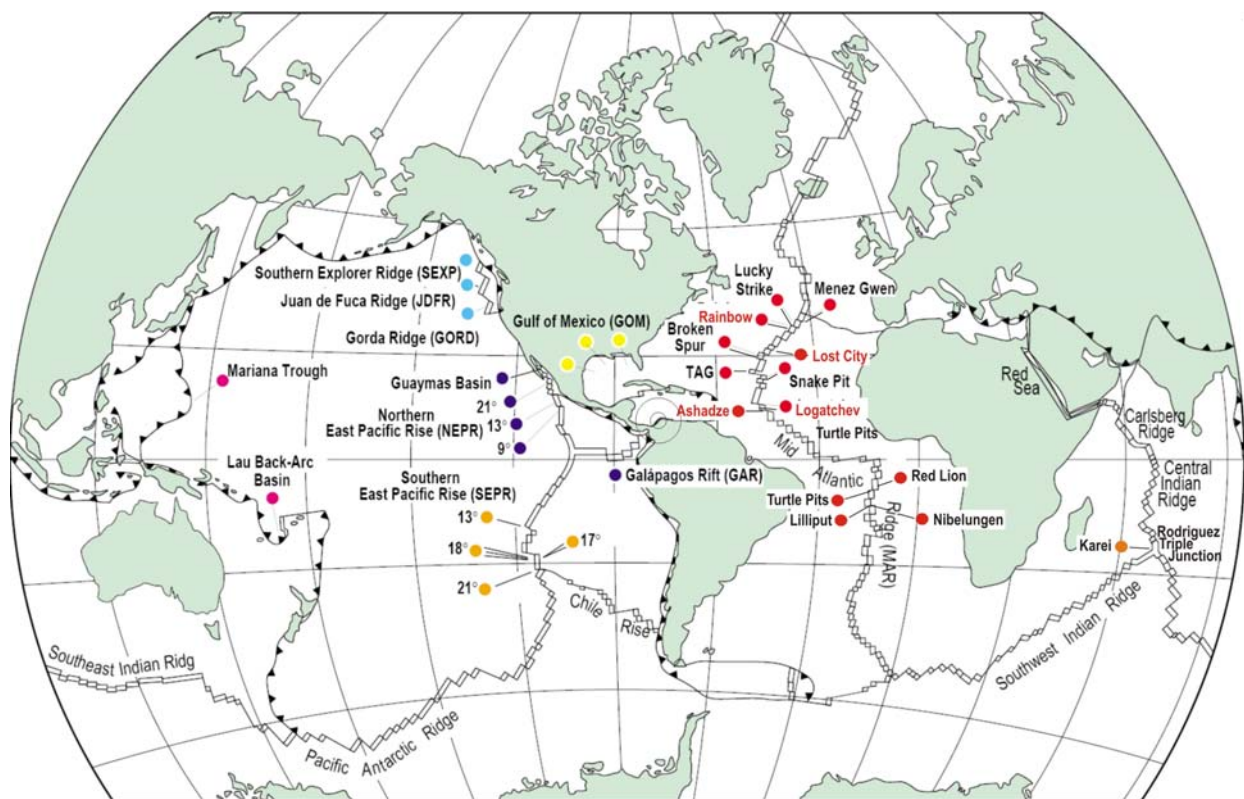 Southern Explorer Ridge (SEXP)
Juan de Fuca Ridge (JDFR)
Gorda Ridge (GORD)
Gulf of Mexico (GOM)
Mariana Trough
Guaymas Basin
21°
Northern
13°
East Pacific Rise (NEPR)
9°
Lau Back-Arc
Basin
Southern
East Pacific Rise (SEPR)
13°
18°
17°
21°
Galápagos Rift (GAR)
Chile
Rise
Southeast Indian Ridg
Pacific Antarctic Ridge
Lucky
Strike
Menez Gwen
Rainbow
Broken
Spur
Lost City
TAG
Snake Pit
Ashadze
Logatchev
Turtle Pits
Mid
Atlantic
Ridge (MAR)
Red Lion
Turtle Pits
Lilliput
Nibelungen
Red
Sea
Carlsberg
Ridge
Central
Indian
Ridge
Karei
Rodriguez
Triple
Junction
Southwest Indian Ridge